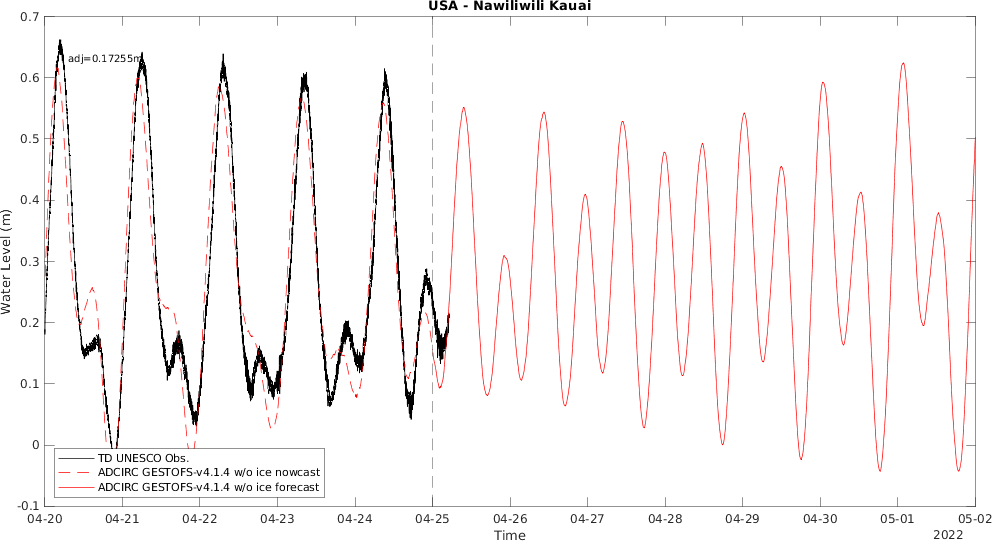 USA - Nawiliwili Kauai
0.7
adj=0.17255m
0.6
0.5
0.4
0.3
0.2
0.1
0
-0.1
Water Level (m)
TD UNESCO Obs.
ADCIRC GESTOFS-v4.1.4 w/o ice nowcast
ADCIRC GESTOFS-v4.1.4 w/o ice forecast
04-20 04-21 04-22 04-23 04-24 04-25 04-26 04-27 04-28 04-29 04-30 05-01 05-02
Time
2022